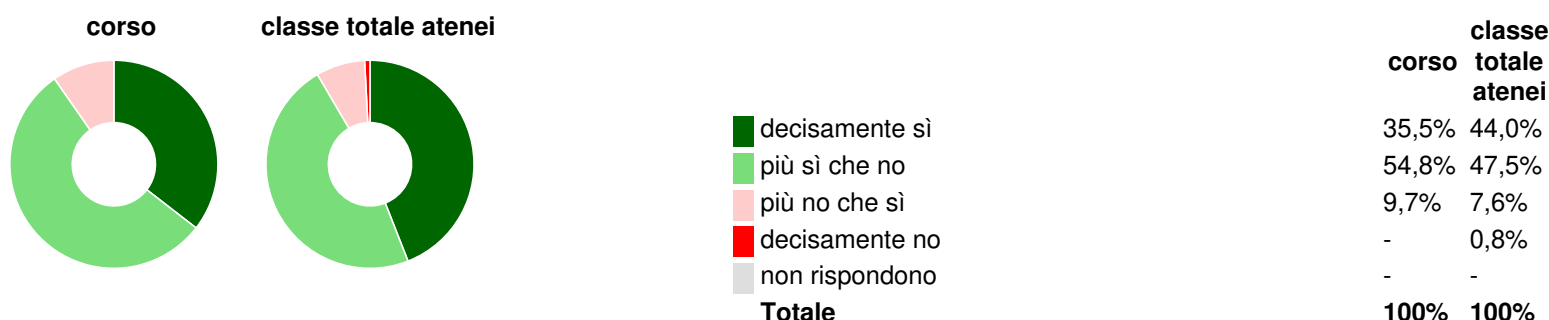 corso
classe totale atenei
corso classe totale atenei
decisamente sì 35,5% 44,0%
più sì che no 54,8% 47,5%
più no che sì 9,7% 7,6%
decisamente no - 0,8%
non rispondono - -
Totale 100% 100%